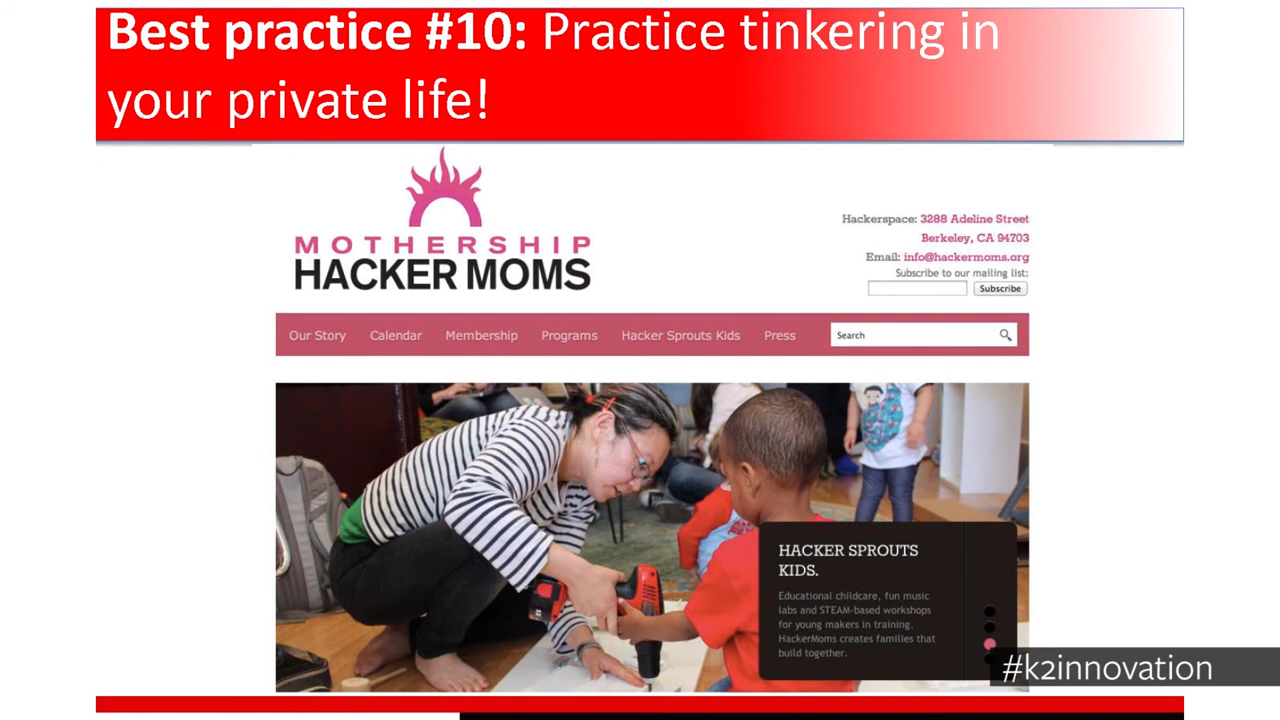 Best practice #10: Practice tinkering in
your private life!
MOTHERSHIP
HACKER MOMS
Hackerspace: 3288 Adeline Street
Berkeley, CA 94703
Email: info@hackermoms.org
Subscribe to our mailing list:
Subscribe
Our Story Calendar Membership Programs Hacker Sprouts Kids Press Search
HACKER SPROUTS
KIDS.
Educational childcare, fun music
labs and STEAM-based workshops
for young makers in training.
HackerMoms creates families that
build together.
#k2innovation